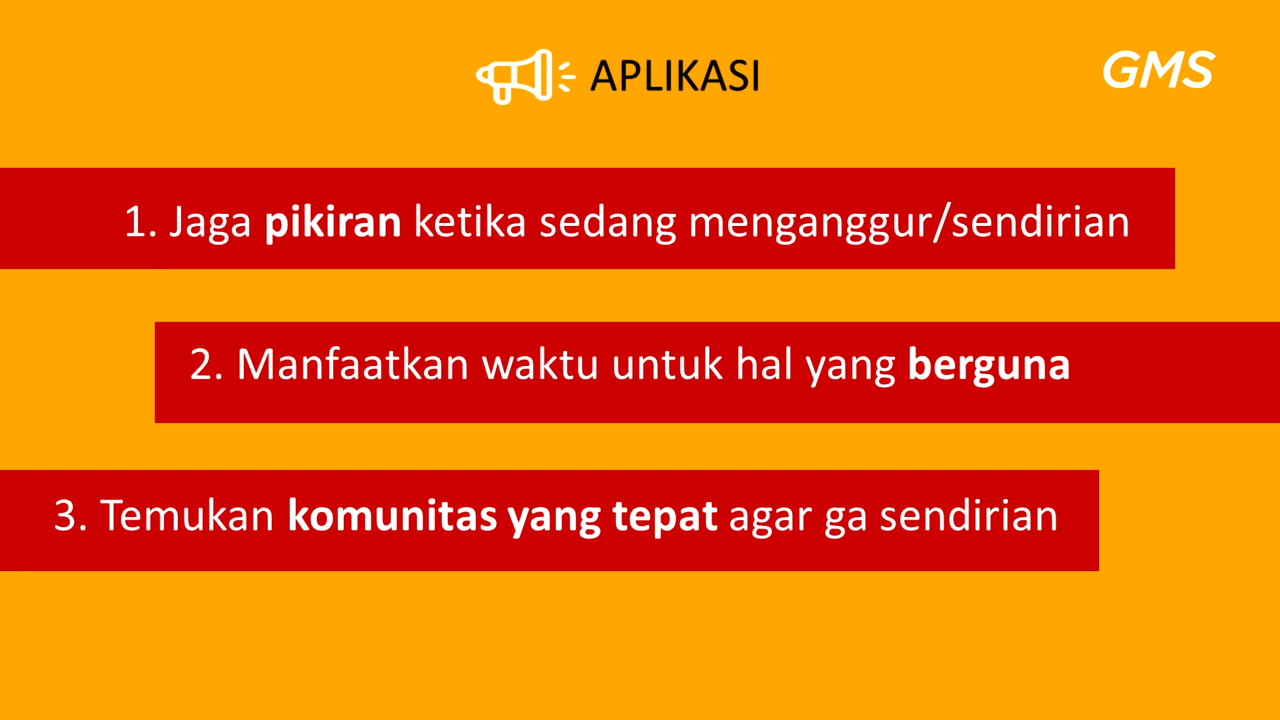 APLIKASI
GMS
1. Jaga pikiran ketika sedang menganggur/sendirian
2. Manfaatkan waktu untuk hal yang berguna
3. Temukan komunitas yang tepat agar ga sendirian